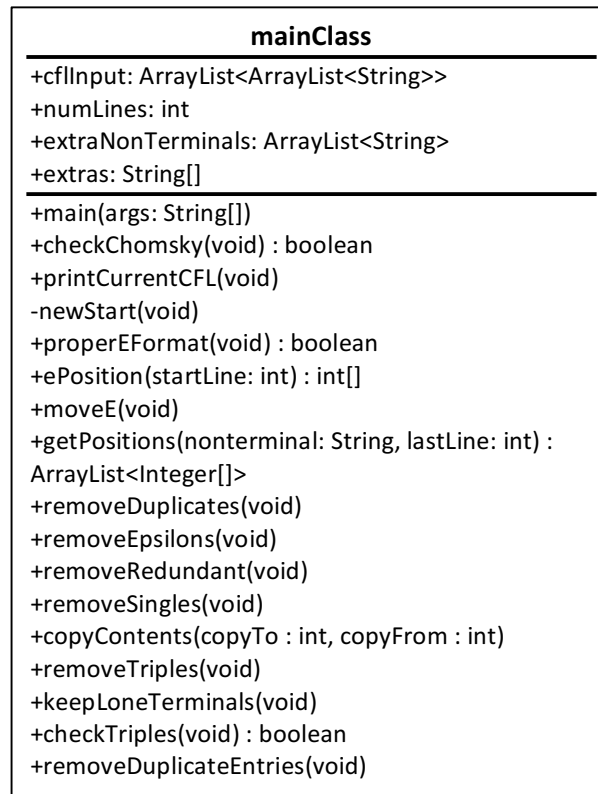 mainClass
+cflInput: ArrayList<ArrayList<String>>
+numLines: int
+extraNonTerminals: ArrayList<String>
+extras: String[]
+main(args: String[])
+checkChomsky(void) : boolean
+printCurrentCFL(void)
-newStart(void)
+properEFormat(void) : boolean
+ePosition(startLine: int) : int[]
+moveE(void)
+getPositions(nonterminal: String, lastLine: int) :
ArrayList<Integer[]>
+removeDuplicates(void)
+removeEpsilons(void)
+removeRedundant(void)
+removeSingles(void)
+copyContents(copyTo : int, copyFrom : int)
+removeTriples(void)
+keepLoneTerminals(void)
+checkTriples(void) : boolean
+removeDuplicateEntries(void)